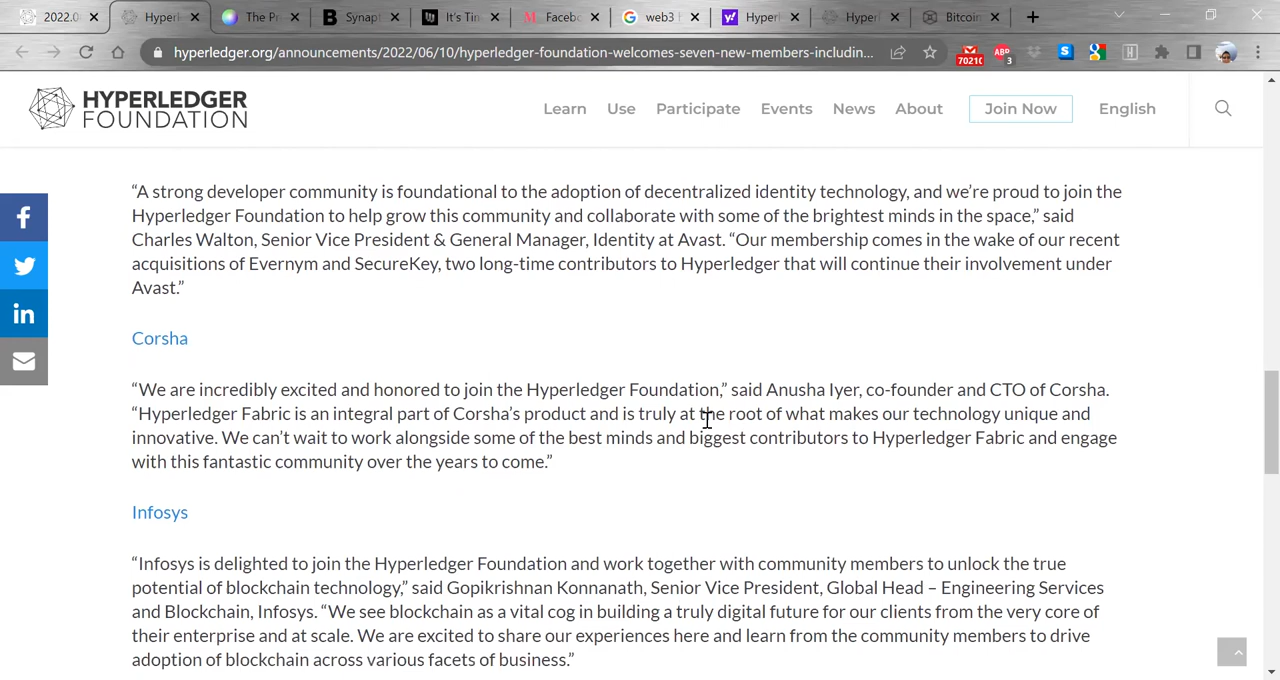 2022.0
Hyperl
The Pr
Synapt
It's Tin
Faceb
web3
Hyperl
Hyperl
Bitcoin
hyperledger.org/announcements/2022/06/10/hyperledger-foundation-welcomes-seven-new-members-includin...
70210
ABP
3
S
HYPERLEDGER
FOUNDATION
Learn Use Participate Events News About Join Now English
“A strong developer community is foundational to the adoption of decentralized identity technology, and we’re proud to join the
Hyperledger Foundation to help grow this community and collaborate with some of the brightest minds in the space,” said
Charles Walton, Senior Vice President & General Manager, Identity at Avast. “Our membership comes in the wake of our recent
acquisitions of Evernym and SecureKey, two long-time contributors to Hyperledger that will continue their involvement under
Avast.”
Corsha
“We are incredibly excited and honored to join the Hyperledger Foundation,” said Anusha Iyer, co-founder and CTO of Corsha.
“Hyperledger Fabric is an integral part of Corsha’s product and is truly at the root of what makes our technology unique and
innovative. We can’t wait to work alongside some of the best minds and biggest contributors to Hyperledger Fabric and engage
with this fantastic community over the years to come.”
Infosys
“Infosys is delighted to join the Hyperledger Foundation and work together with community members to unlock the true
potential of blockchain technology,” said Gopikrishnan Konnanath, Senior Vice President, Global Head – Engineering Services
and Blockchain, Infosys. “We see blockchain as a vital cog in building a truly digital future for our clients from the very core of
their enterprise and at scale. We are excited to share our experiences here and learn from the community members to drive
adoption of blockchain across various facets of business.”